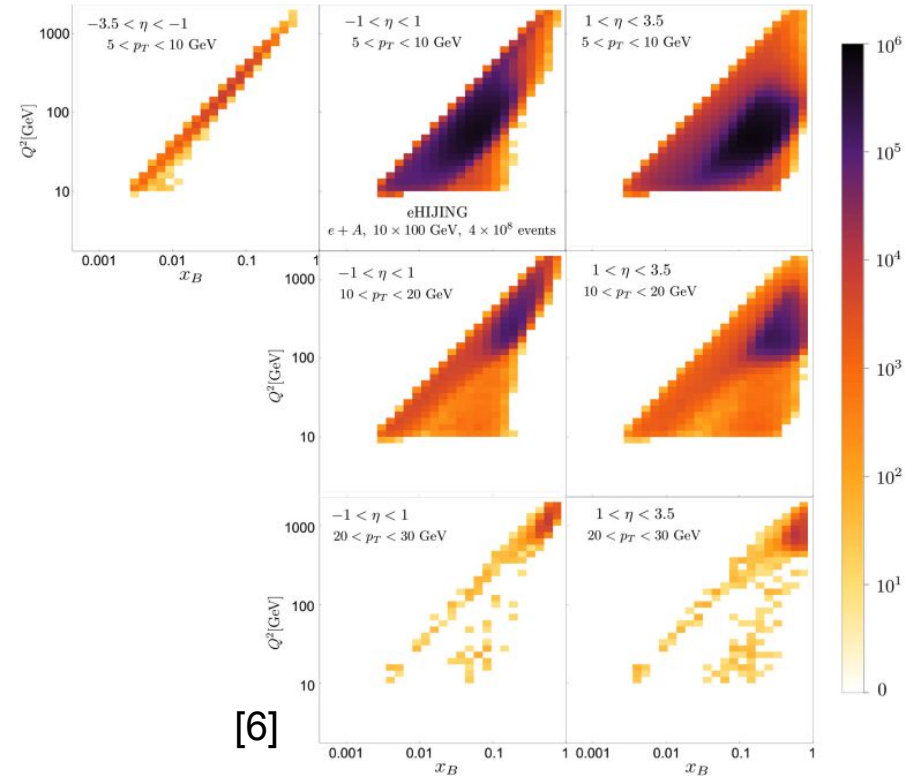 −3.5 < η < −1
5 < p_T < 10 GeV
−1 < η < 1
5 < p_T < 10 GeV
1 < η < 3.5
5 < p_T < 10 GeV
1000
100
10
Q²[GeV]
eHIJING
e + A, 10 × 100 GeV, 4 × 10⁸ events
0.001 0.01 0.1 1
x_B
−1 < η < 1
10 < p_T < 20 GeV
1 < η < 3.5
10 < p_T < 20 GeV
1000
100
10
Q²[GeV]
−1 < η < 1
20 < p_T < 30 GeV
1 < η < 3.5
20 < p_T < 30 GeV
1000
100
10
Q²[GeV]
0.001 0.01 0.1 1
x_B
0.001 0.01 0.1 1
x_B
10⁶
10⁵
10⁴
10³
10²
10¹
0
[6]